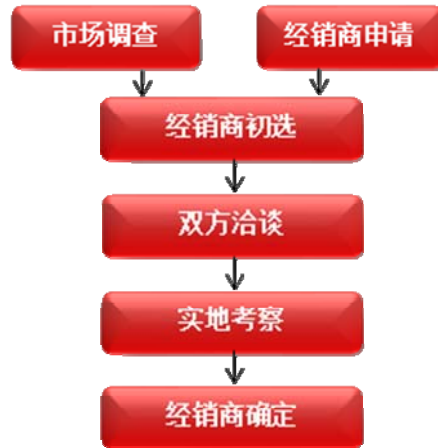 市场调查
经销商申请
经销商初选
双方洽谈
实地考察
经销商确定